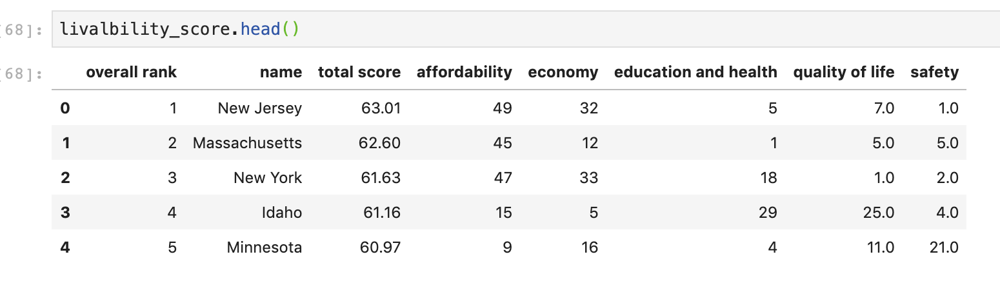 [68]: livalbility_score.head()
[68]:
overall rank name total score affordability economy education and health quality of life safety
0 1 New Jersey 63.01 49 32 5 7.0 1.0
1 2 Massachusetts 62.60 45 12 1 5.0 5.0
2 3 New York 61.63 47 33 18 1.0 2.0
3 4 Idaho 61.16 15 5 29 25.0 4.0
4 5 Minnesota 60.97 9 16 4 11.0 21.0